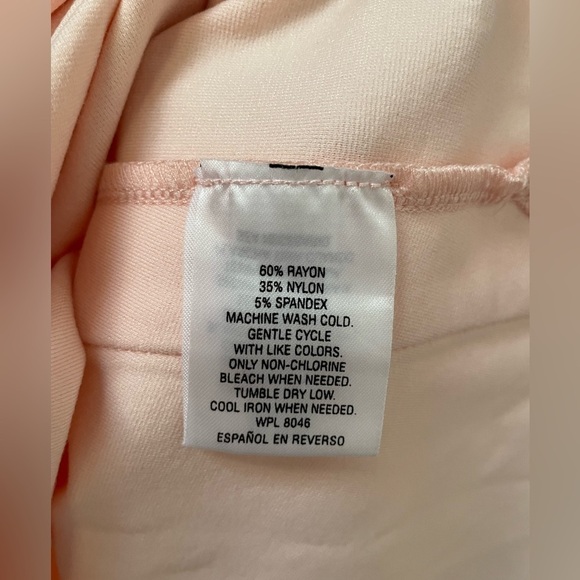 60% RAYON
35% NYLON
5% SPANDEX
MACHINE WASH COLD.
GENTLE CYCLE
WITH LIKE COLORS.
ONLY NON-CHLORINE
BLEACH WHEN NEEDED.
TUMBLE DRY LOW.
COOL IRON WHEN NEEDED.
WPL 8046
ESPAÑOL EN REVERSO